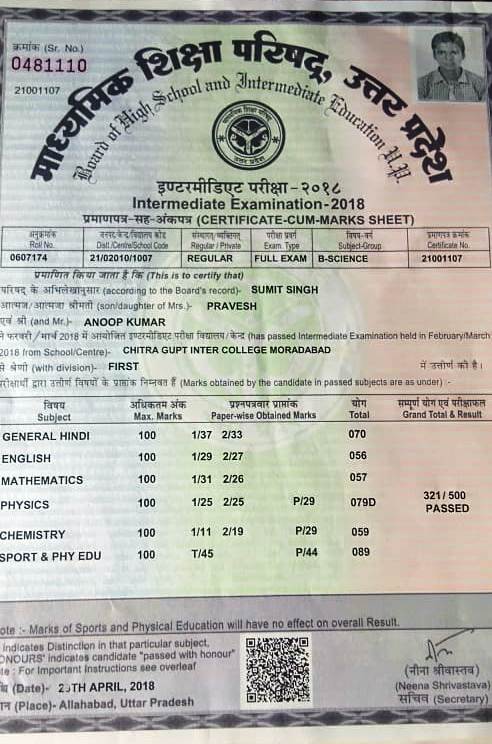 क्रमांक (Sr. No.)
0481110
21001107
माध्यमिक शिक्षा परिषद्, उत्तर प्रदेश
Board of High School and Intermediate Education U.P.
इण्टरमीडिएट परीक्षा-२०१८
Intermediate Examination-2018
प्रमाणपत्र-सह-अंकपत्र (CERTIFICATE-CUM-MARKS SHEET)
अनुक्रमांक जनपद-केन्द्र/विद्यालय कोड संस्थागत/व्यक्तिगत परीक्षा प्रकार विषय-वर्ग प्रमाणपत्र क्रमांक
Roll No. Distt./Centre/School Code Regular / Private Exam. Type Subject-Group Certificate No.
0607174 21/02010/1007 REGULAR FULL EXAM B-SCIENCE 21001107
प्रमाणित किया जाता है कि (This is to certify that)
परिषद के अभिलेखानुसार (according to the Board's record)- SUMIT SINGH
आत्मज/आत्मजा श्रीमती (son/daughter of Mrs.)- PRAVESH
एवं श्री (and Mr.)- ANOOP KUMAR
ने फरवरी / मार्च 2018 में आयोजित इण्टरमीडिएट परीक्षा विद्यालय/केन्द्र (has passed Intermediate Examination held in February/March
2018 from School/Centre)- CHITRA GUPT INTER COLLEGE MORADABAD
से श्रेणी (with division)- FIRST में उत्तीर्ण की है।
परीक्षार्थी द्वारा उत्तीर्ण विषयों के प्राप्तांक निम्नवत हैं (Marks obtained by the candidate in passed subjects are as under) :-
विषय अधिकतम अंक प्रश्नपत्रवार प्राप्तांक योग सम्पूर्ण योग एवं परीक्षाफल
Subject Max. Marks Paper-wise Obtained Marks Total Grand Total & Result
GENERAL HINDI 100 1/37 2/33 070
ENGLISH 100 1/29 2/27 056
MATHEMATICS 100 1/31 2/26 057
PHYSICS 100 1/25 2/25 P/29 079D 321/500
PASSED
CHEMISTRY 100 1/11 2/19 P/29 059
SPORT & PHY EDU 100 T/45 P/44 089
ote :- Marks of Sports and Physical Education will have no effect on overall Result.
indicates Distinction in that particular subject,
ONOURS' indicates candidate "passed with honour"
te : For Important Instructions see overleaf
(Date)- APRIL, 2018
(Place)- Allahabad, Uttar Pradesh
(नीना श्रीवास्तव)
(Neena Shrivastava)
सचिव (Secretary)